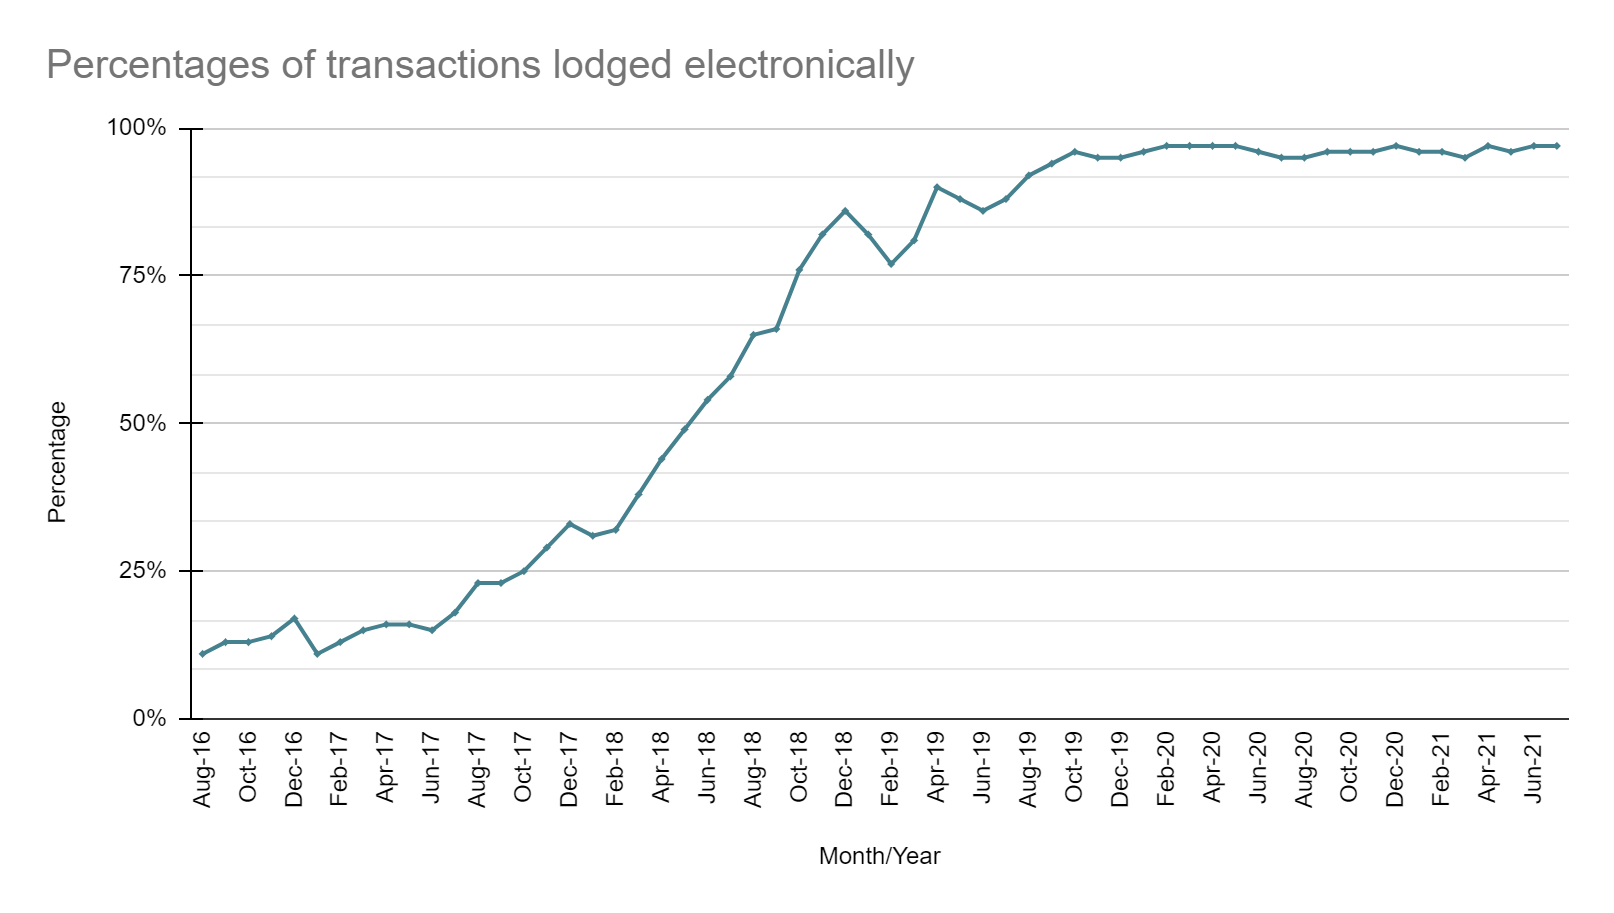 Percentages of transactions lodged electronically
100%
75%
50%
25%
0%
Percentage
Aug-16
Oct-16
Dec-16
Feb-17
Apr-17
Jun-17
Aug-17
Oct-17
Dec-17
Feb-18
Apr-18
Jun-18
Aug-18
Oct-18
Dec-18
Feb-19
Apr-19
Jun-19
Aug-19
Oct-19
Dec-19
Feb-20
Apr-20
Jun-20
Aug-20
Oct-20
Dec-20
Feb-21
Apr-21
Jun-21
Month/Year